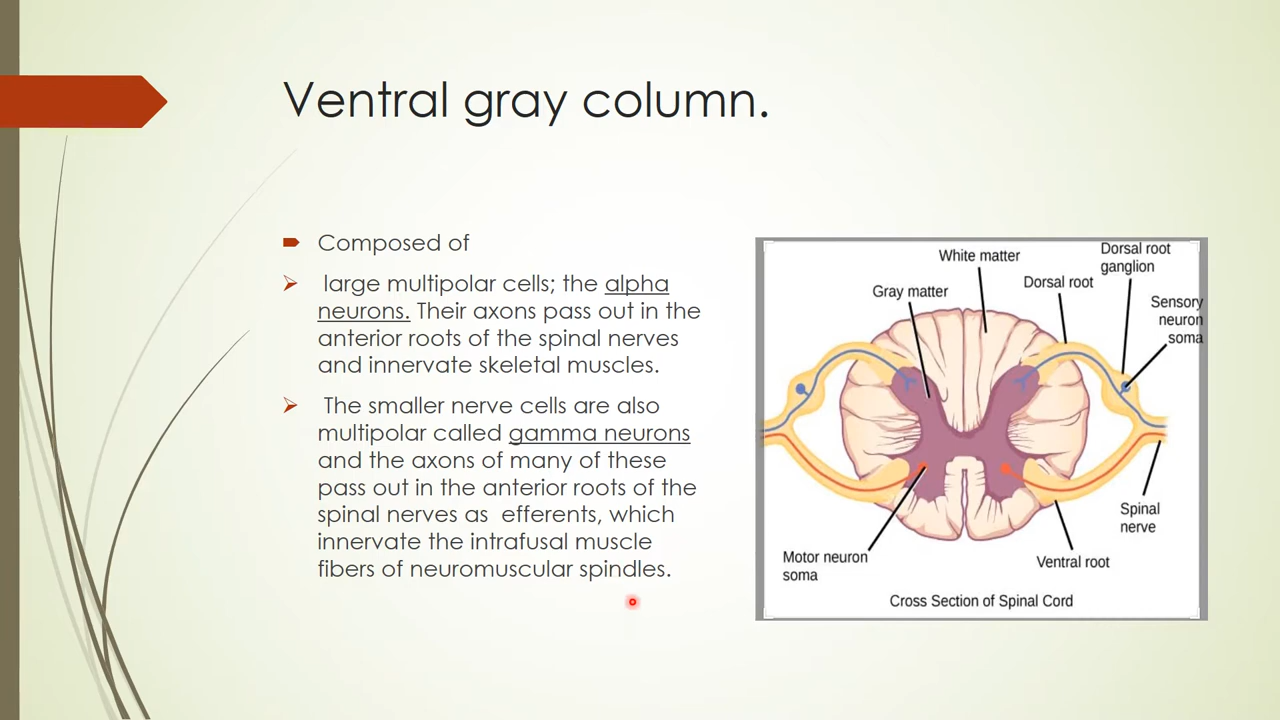 Ventral gray column.
Composed of
large multipolar cells; the alpha
neurons. Their axons pass out in the
anterior roots of the spinal nerves
and innervate skeletal muscles.
The smaller nerve cells are also
multipolar called gamma neurons
and the axons of many of these
pass out in the anterior roots of the
spinal nerves as efferents, which
innervate the intrafusal muscle
fibers of neuromuscular spindles.
White matter
Dorsal root
ganglion
Gray matter
Dorsal root
Sensory
neuron
soma
Spinal
nerve
Motor neuron
soma
Ventral root
Cross Section of Spinal Cord